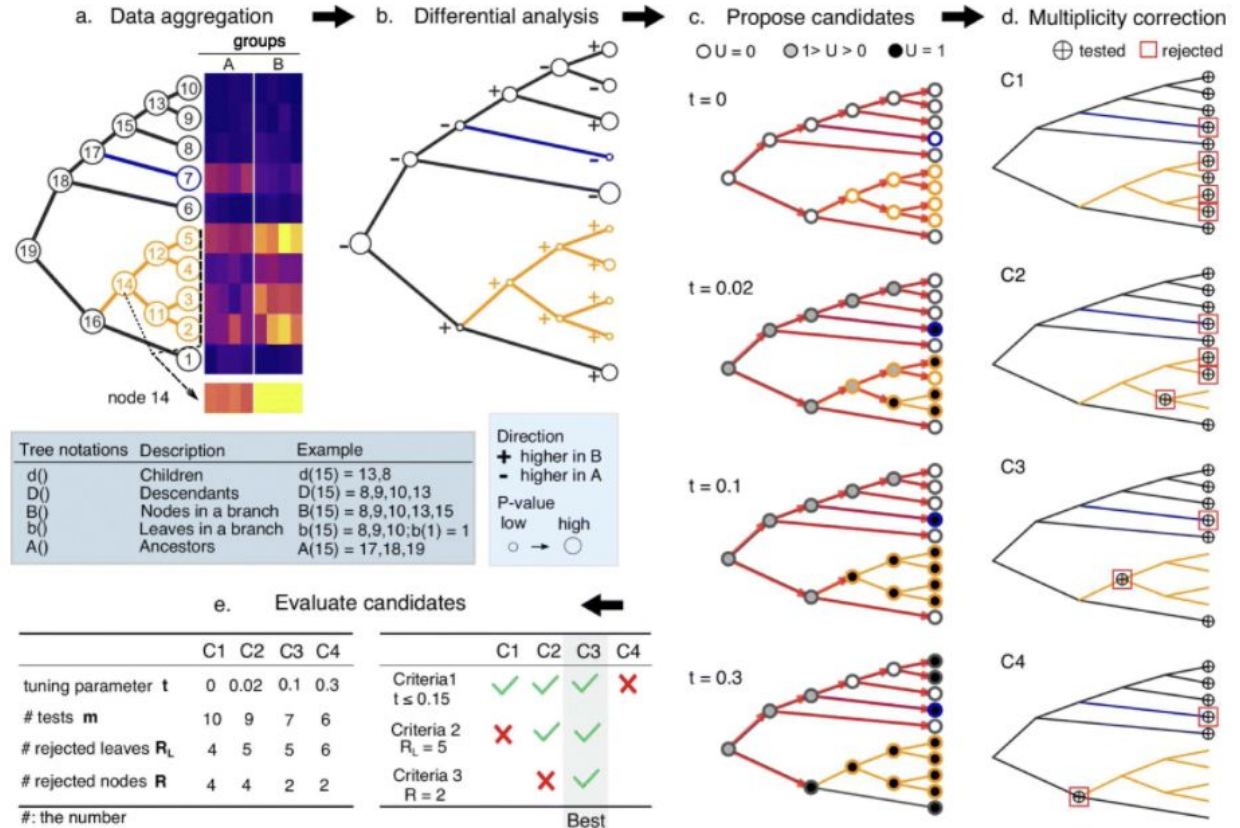 a. Data aggregation
b. Differential analysis
c. Propose candidates
d. Multiplicity correction
groups
A B
10
13
9
15
8
17
7
18
6
19
5
12
4
14
3
11
2
16
1
node 14
+
+
-
-
+
-
+
-
-
-
-
+
+
+
+
+
+
+
-
+
+
Tree notations Description Example
d() Children d(15) = 13,8
D() Descendants D(15) = 8,9,10,13
B() Nodes in a branch B(15) = 8,9,10,13,15
b() Leaves in a branch b(15) = 8,9,10;b(1) = 1
A() Ancestors A(15) = 17,18,19
Direction
+ higher in B
- higher in A
P-value
low high
U = 0 1> U > 0 U = 1
t = 0
t = 0.02
t = 0.1
t = 0.3
tested rejected
C1
C2
C3
C4
e. Evaluate candidates
C1 C2 C3 C4
tuning parameter t 0 0.02 0.1 0.3
# tests m 10 9 7 6
# rejected leaves RL 4 5 5 6
# rejected nodes R 4 4 2 2
#: the number
C1 C2 C3 C4
Criteria1
t ≤ 0.15
Criteria 2
RL = 5
Criteria 3
R = 2
Best